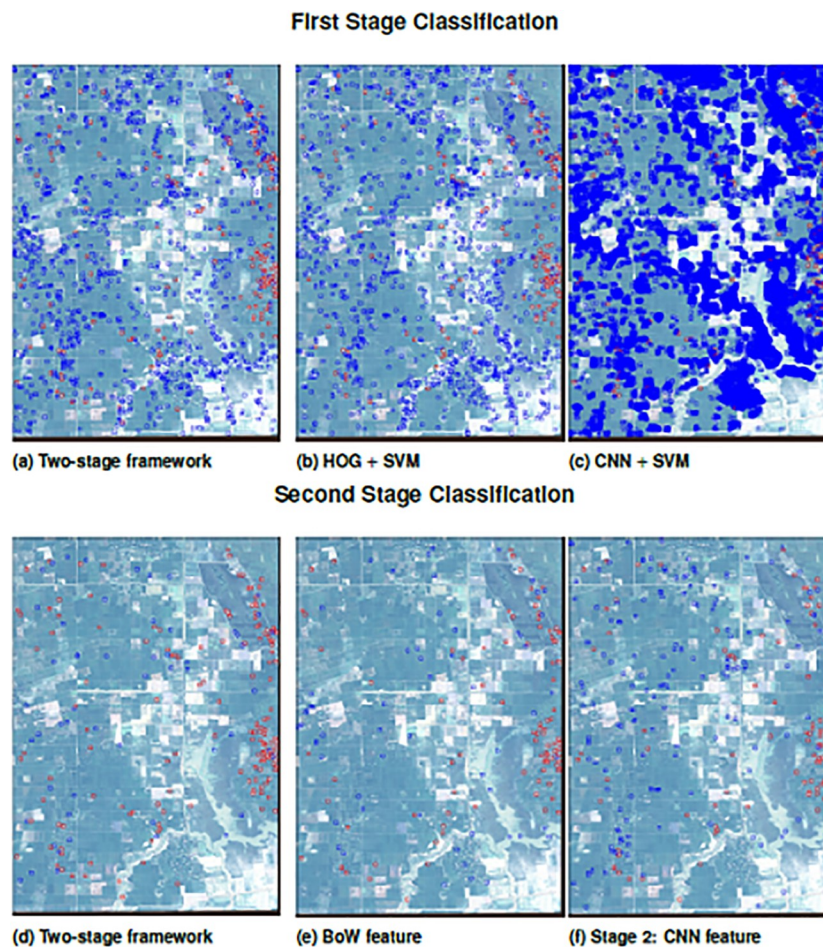 First Stage Classification
(a) Two-stage framework
(b) HOG + SVM
(c) CNN + SVM
Second Stage Classification
(d) Two-stage framework
(e) BoW feature
(f) Stage 2: CNN feature